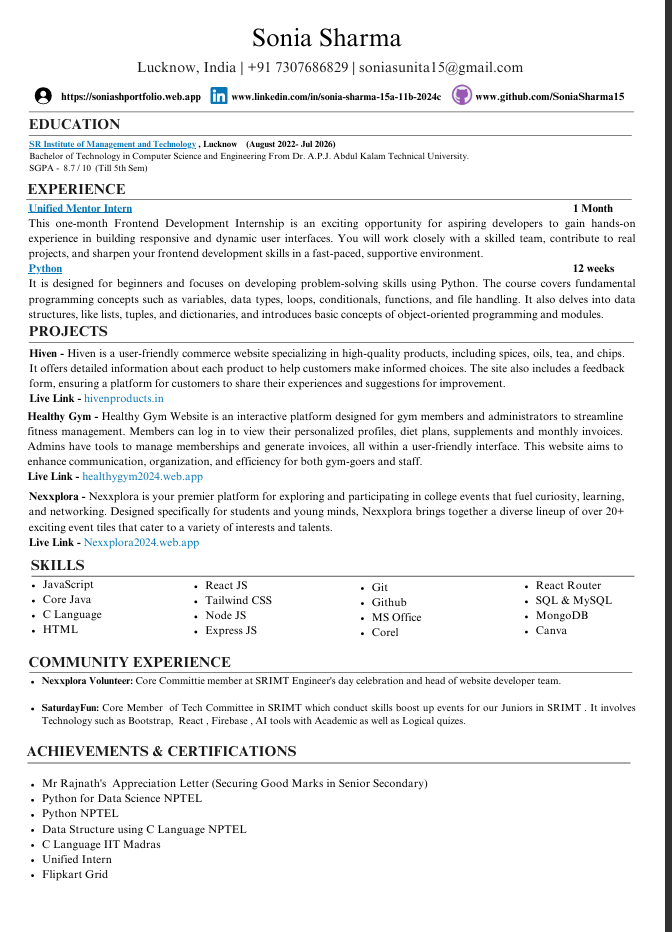 Sonia Sharma
Lucknow, India | +91 7307686829 | soniasunita15@gmail.com
https://soniashportfolio.web.app www.linkedin.com/in/sonia-sharma-15a-11b-2024c www.github.com/SoniaSharma15
EDUCATION
SR Institute of Management and Technology , Lucknow (August 2022- Jul 2026)
Bachelor of Technology in Computer Science and Engineering From Dr. A.P.J. Abdul Kalam Technical University.
SGPA - 8.7 / 10 (Till 5th Sem)
EXPERIENCE
Unified Mentor Intern 1 Month
This one-month Frontend Development Internship is an exciting opportunity for aspiring developers to gain hands-on
experience in building responsive and dynamic user interfaces. You will work closely with a skilled team, contribute to real
projects, and sharpen your frontend development skills in a fast-paced, supportive environment.
Python 12 weeks
It is designed for beginners and focuses on developing problem-solving skills using Python. The course covers fundamental
programming concepts such as variables, data types, loops, conditionals, functions, and file handling. It also delves into data
structures, like lists, tuples, and dictionaries, and introduces basic concepts of object-oriented programming and modules.
PROJECTS
Hiven - Hiven is a user-friendly commerce website specializing in high-quality products, including spices, oils, tea, and chips.
It offers detailed information about each product to help customers make informed choices. The site also includes a feedback
form, ensuring a platform for customers to share their experiences and suggestions for improvement.
Live Link - hivenproducts.in
Healthy Gym - Healthy Gym Website is an interactive platform designed for gym members and administrators to streamline
fitness management. Members can log in to view their personalized profiles, diet plans, supplements and monthly invoices.
Admins have tools to manage memberships and generate invoices, all within a user-friendly interface. This website aims to
enhance communication, organization, and efficiency for both gym-goers and staff.
Live Link - healthygym2024.web.app
Nexxplora - Nexxplora is your premier platform for exploring and participating in college events that fuel curiosity, learning,
and networking. Designed specifically for students and young minds, Nexxplora brings together a diverse lineup of over 20+
exciting event tiles that cater to a variety of interests and talents.
Live Link - Nexxplora2024.web.app
SKILLS
• JavaScript • React JS • Git • React Router
• Core Java • Tailwind CSS • Github • SQL & MySQL
• C Language • Node JS • MS Office • MongoDB
• HTML • Express JS • Corel • Canva
COMMUNITY EXPERIENCE
• Nexxplora Volunteer: Core Committie member at SRIMT Engineer's day celebration and head of website developer team.
• SaturdayFun: Core Member of Tech Committee in SRIMT which conduct skills boost up events for our Juniors in SRIMT . It involves
Technology such as Bootstrap, React , Firebase , AI tools with Academic as well as Logical quizes.
ACHIEVEMENTS & CERTIFICATIONS
• Mr Rajnath's Appreciation Letter (Securing Good Marks in Senior Secondary)
• Python for Data Science NPTEL
• Python NPTEL
• Data Structure using C Language NPTEL
• C Language IIT Madras
• Unified Intern
• Flipkart Grid